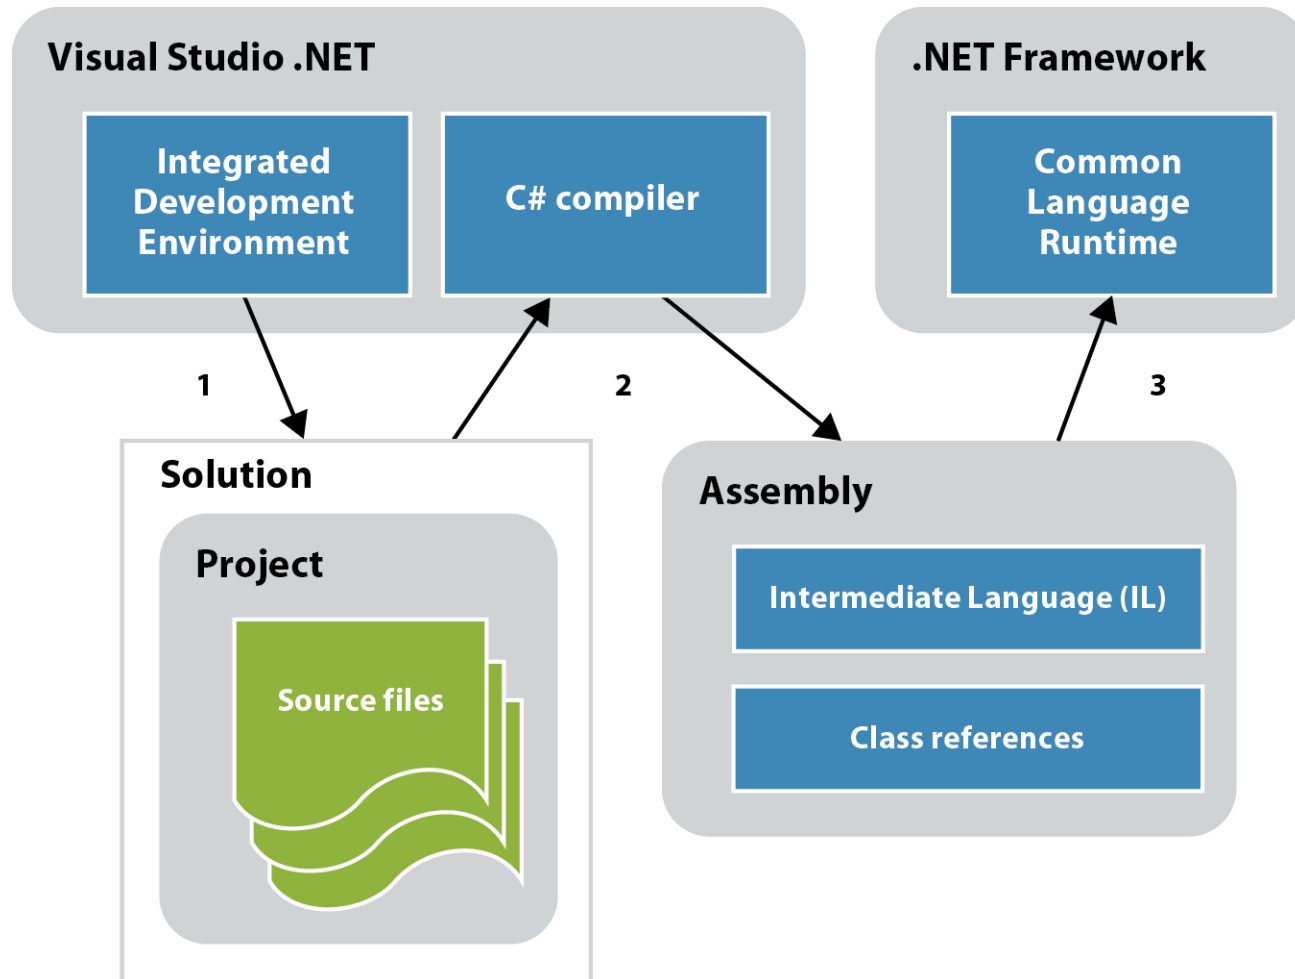 Visual Studio .NET
Integrated
Development
Environment
C# compiler
.NET Framework
Common
Language
Runtime
1
2
3
Solution
Project
Source files
Assembly
Intermediate Language (IL)
Class references